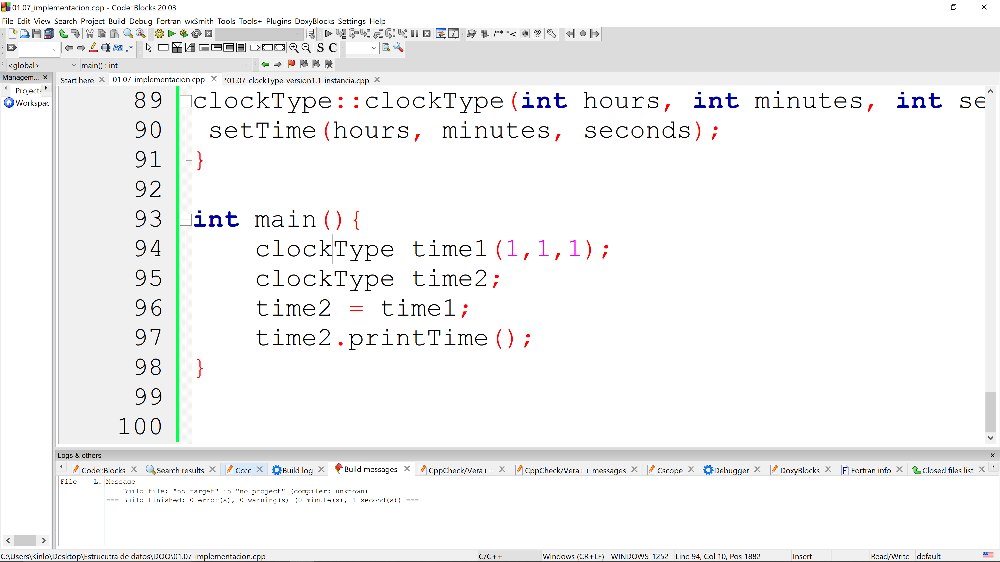 01.07_implementacion.cpp - Code::Blocks 20.03
File Edit View Search Project Build Debug Fortran wxSmith Tools Tools+ Plugins DoxyBlocks Settings Help
/** *<
Aa .* S C
<global> main() : int
Managem...
Start here 01.07_implementacion.cpp *01.07_clockType_version1.1_instancia.cpp
Projects
Workspac
89 clockType::clockType(int hours, int minutes, int se
90 setTime(hours, minutes, seconds);
91 }
92
93 int main(){
94 clockType time1(1,1,1);
95 clockType time2;
96 time2 = time1;
97 time2.printTime();
98 }
99
100
Logs & others
Code::Blocks Search results Cccc Build log Build messages CppCheck/Vera++ CppCheck/Vera++ messages Cscope Debugger DoxyBlocks Fortran info Closed files list
File L. Message
=== Build file: "no target" in "no project" (compiler: unknown) ===
=== Build finished: 0 error(s), 0 warning(s) (0 minute(s), 1 second(s)) ===
C:\Users\Kinlo\Desktop\Estrucutra de datos\DOO\01.07_implementacion.cpp C/C++ Windows (CR+LF) WINDOWS-1252 Line 94, Col 10, Pos 1882 Insert Read/Write default